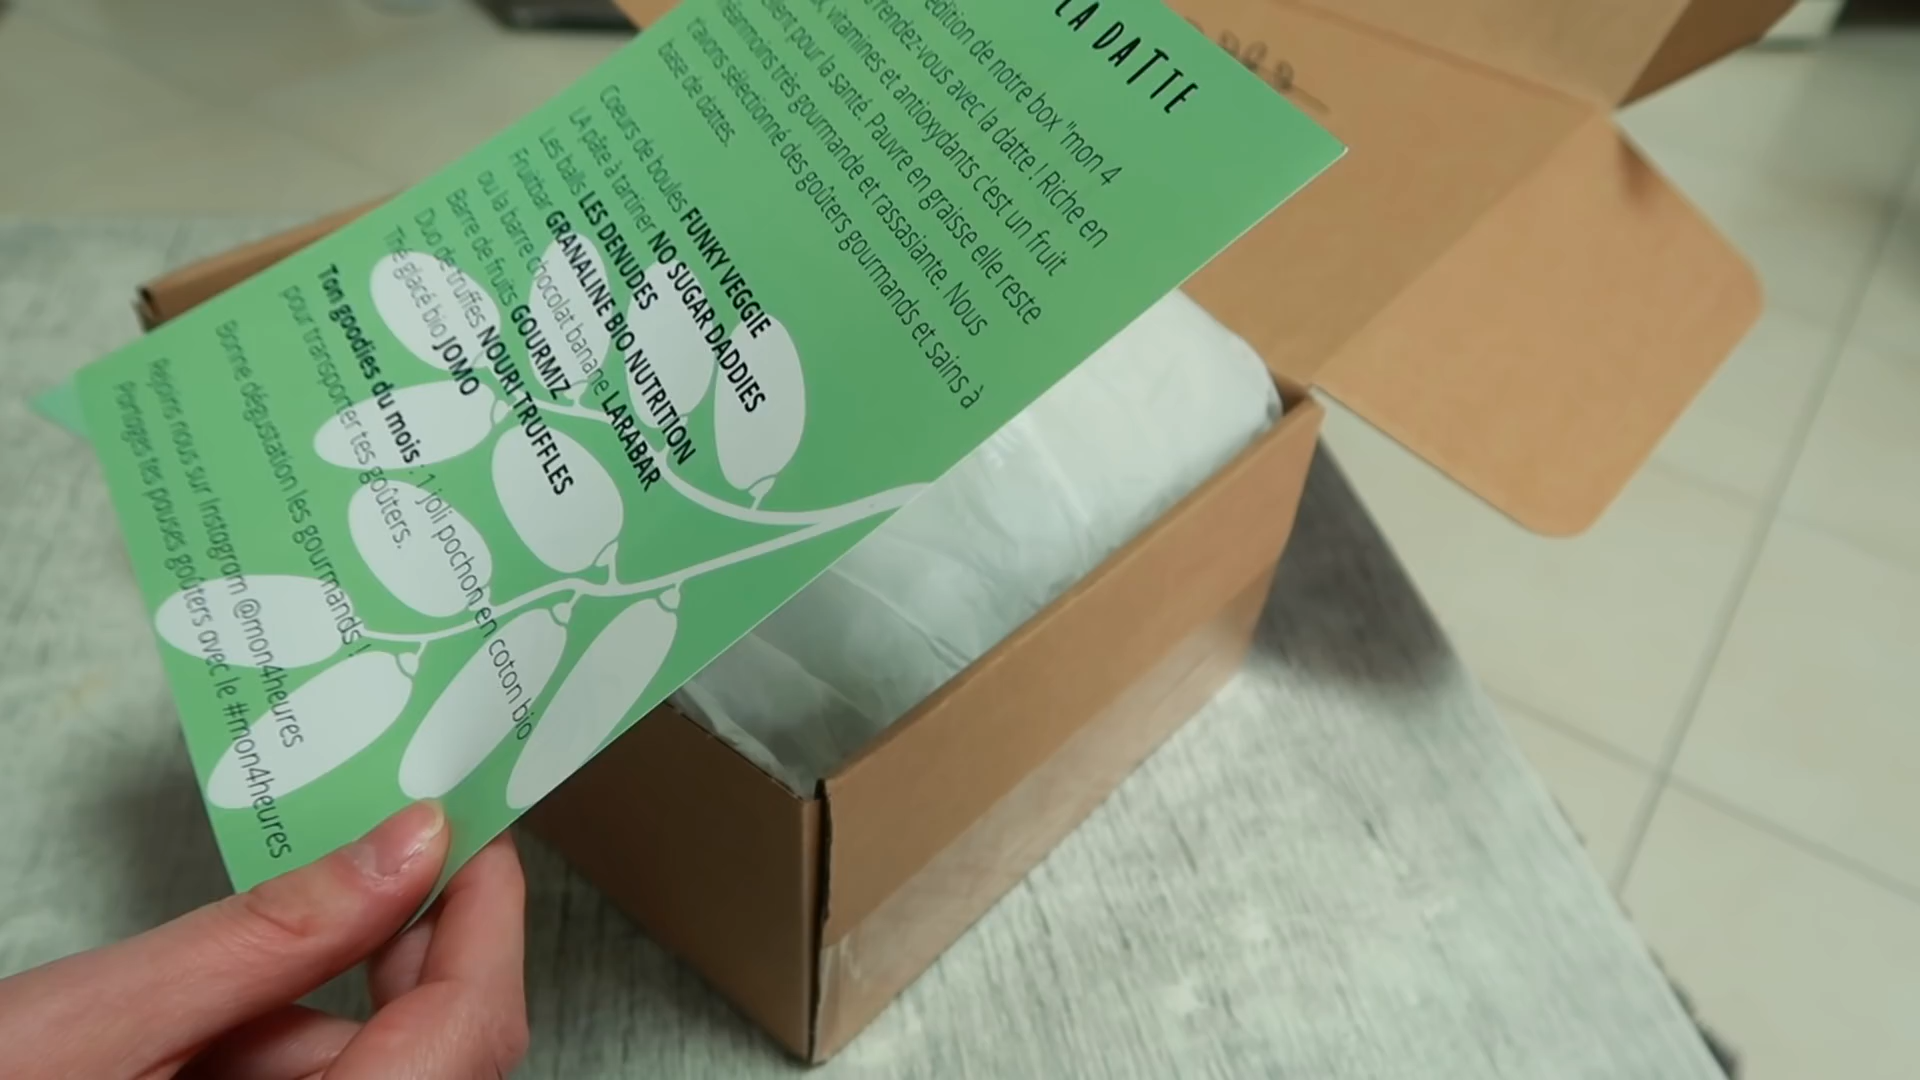 LA DATTE
édition de notre box "mon 4
rendez-vous avec la datte ! Riche en
vitamines et antioxydants c'est un fruit
pour la santé. Pauvre en graisse elle reste
néanmoins très gourmande et rassasiante. Nous
t'avons sélectionné des goûters gourmands et sains à
base de dattes.
Coeurs de boules FUNKY VEGGIE
LA pâte à tartiner NO SUGAR DADDIES
Les balls LES DENUDES
Fruitbar GRANALINE BIO NUTRITION
ou la barre chocolat banane LARABAR
Barre de fruits GOURMIZ
Duo de truffes NOURI TRUFFLES
Thé glacé bio JOMO
Ton goodies du mois : 1 joli pochon en coton bio
pour transporter tes goûters.
Bonne dégustation les gourmands !
Rejoins nous sur Instagram @mon4heures
Partages tes pauses goûters avec le #mon4heures